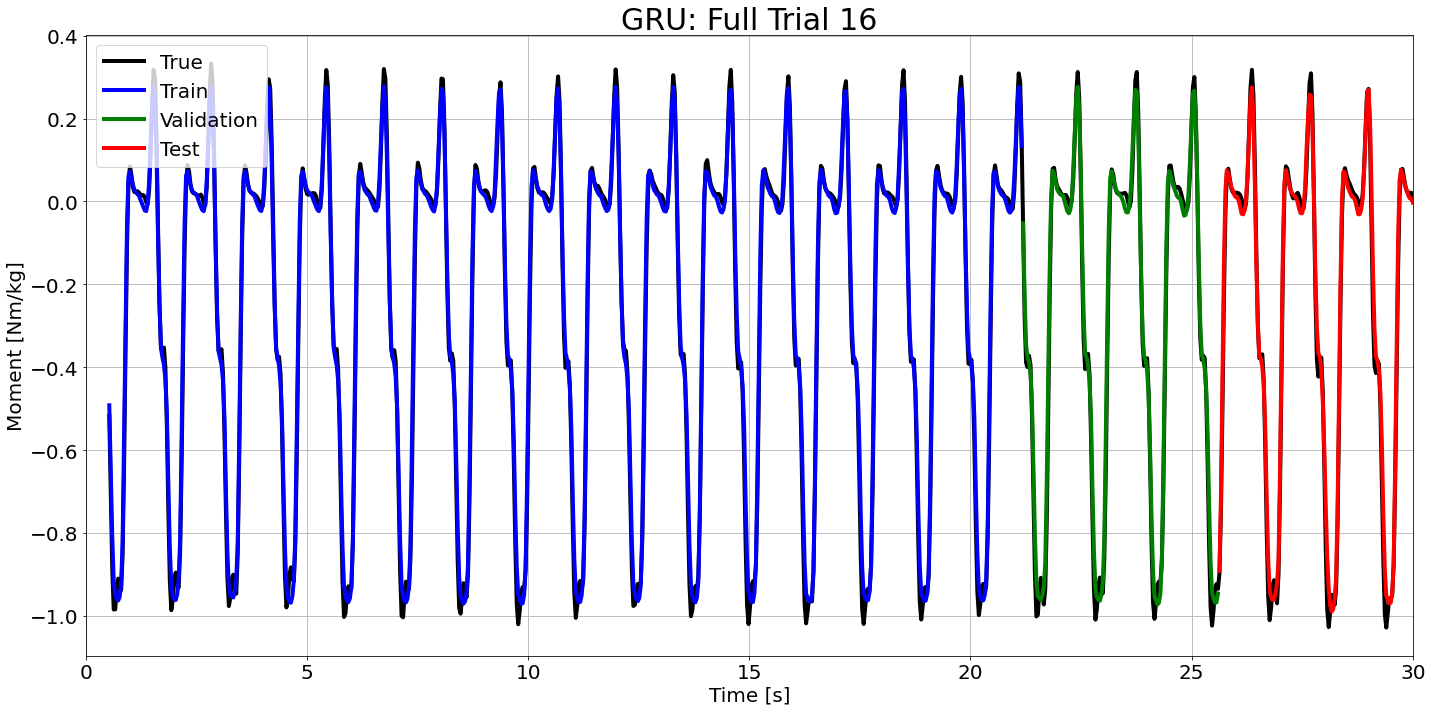 GRU: Full Trial 16
True
Train
Validation
Test
0.4
0.2
0.0
−0.2
−0.4
−0.6
−0.8
−1.0
Moment [Nm/kg]
0 5 10 15 20 25 30
Time [s]